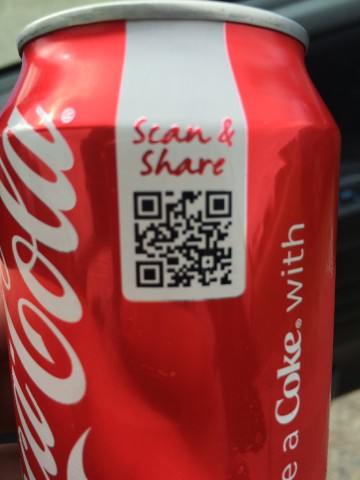 Coca-Cola®
Scan &
Share
e a Coke® with